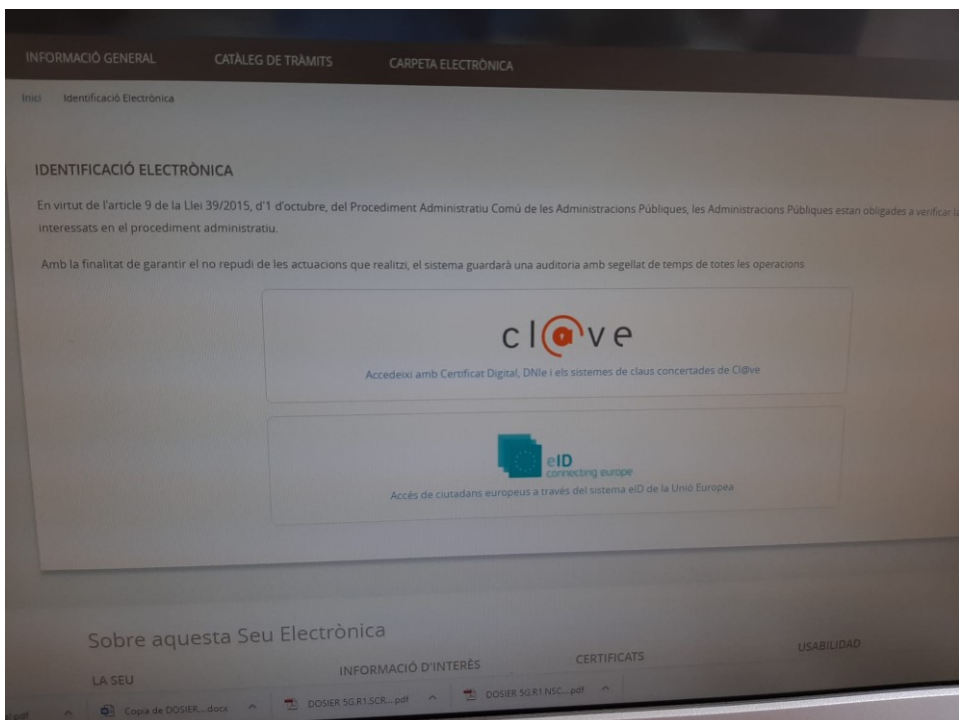 INFORMACIÓ GENERAL CATÀLEG DE TRÀMITS CARPETA ELECTRÒNICA
Inici Identificació Electrònica
IDENTIFICACIÓ ELECTRÒNICA
En virtut de l'article 9 de la Llei 39/2015, d'1 d'octubre, del Procediment Administratiu Comú de les Administracions Públiques, les Administracions Públiques estan obligades a verificar la
interessats en el procediment administratiu.
Amb la finalitat de garantir el no repudi de les actuacions que realitzi, el sistema guardarà una auditoria amb segellat de temps de totes les operacions
cl@ve
Accedeixi amb Certificat Digital, DNIe i els sistemes de claus concertades de Cl@ve
eID
connecting europe
Accés de ciutadans europeus a través del sistema eID de la Unió Europea
Sobre aquesta Seu Electrònica
LA SEU INFORMACIÓ D'INTERÈS CERTIFICATS USABILIDAD
.pdf Copia de DOSIER....docx DOSIER 5G.R1.SCR....pdf DOSIER 5G.R1.NSC....pdf